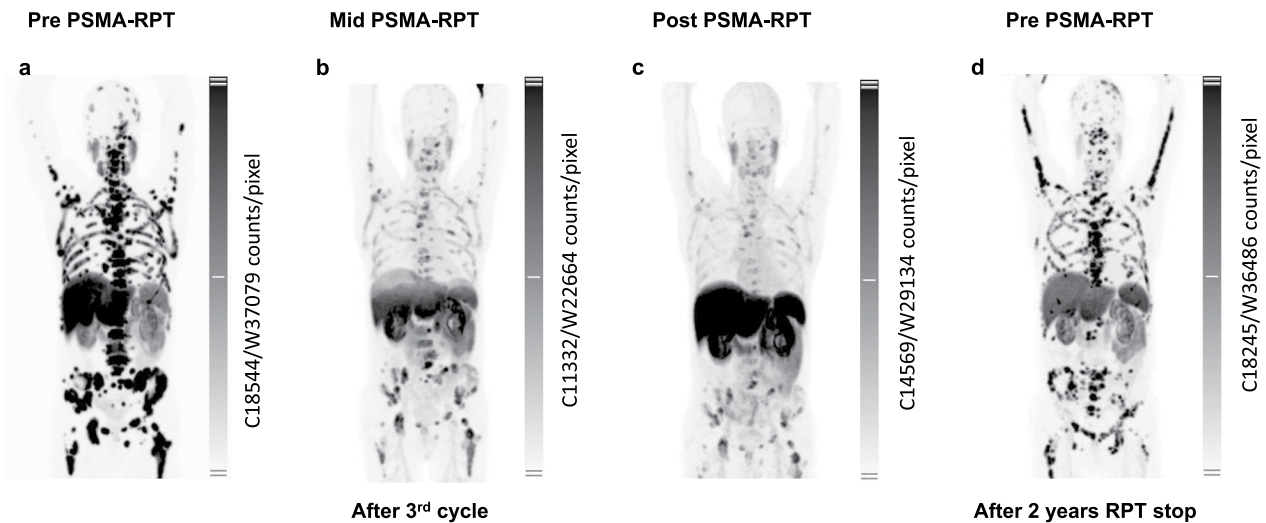 Pre PSMA-RPT
Mid PSMA-RPT
Post PSMA-RPT
Pre PSMA-RPT
a
b
c
d
C18544/W37079 counts/pixel
C11332/W22664 counts/pixel
C14569/W29134 counts/pixel
C18245/W36486 counts/pixel
After 3rd cycle
After 2 years RPT stop